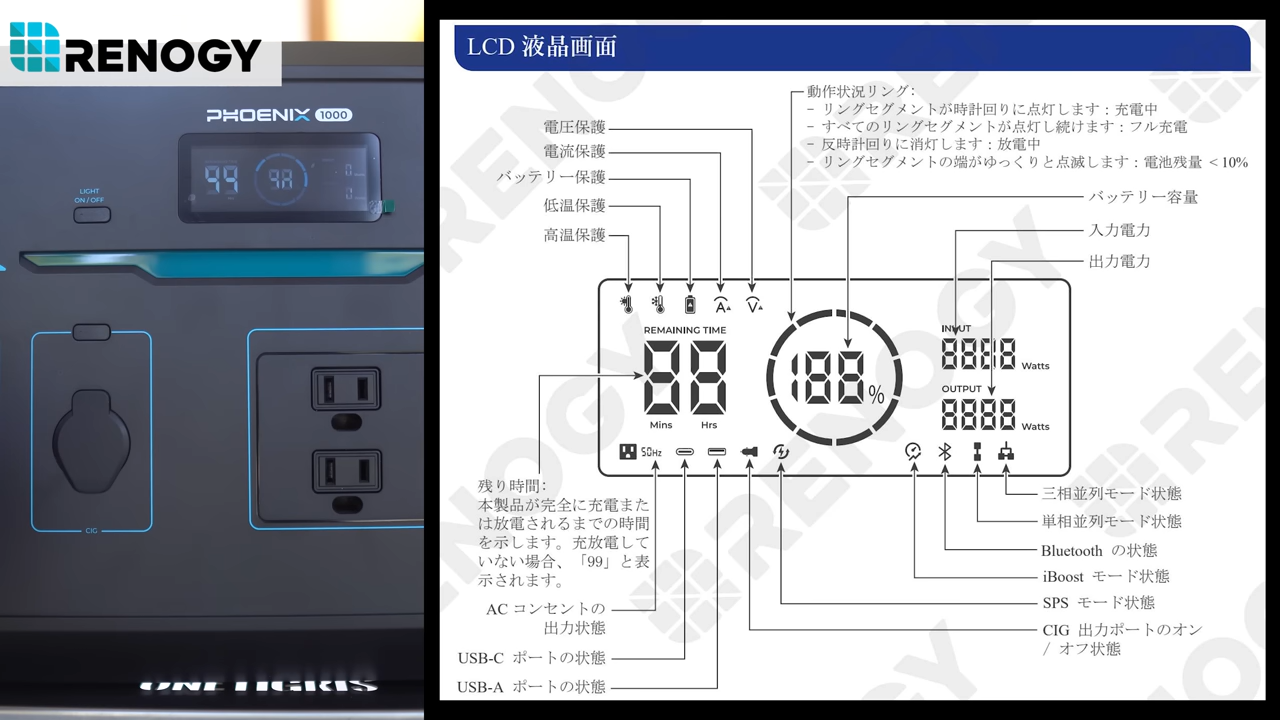 RENOGY
PHOENIX 1000
LIGHT
ON / OFF
99
CIG
ONE TIGRIS
LCD 液晶画面
動作状況リング:
− リングセグメントが時計回りに点灯します : 充電中
− すべてのリングセグメントが点灯し続けます : フル充電
− 反時計回りに消灯します : 放電中
− リングセグメントの端がゆっくりと点滅します : 電池残量 < 10%
電圧保護
電流保護
バッテリー保護
低温保護
高温保護
バッテリー容量
入力電力
出力電力
A
V
REMAINING TIME
88
Mins
Hrs
188 %
INPUT
8888 Watts
OUTPUT
8888 Watts
5.0Hz
残り時間:
本製品が完全に充電また
は放電されるまでの時間
を示します。充放電して
いない場合、「99」と表
示されます。
AC コンセントの
出力状態
USB-C ポートの状態
USB-A ポートの状態
三相並列モード状態
単相並列モード状態
Bluetooth の状態
iBoost モード状態
SPS モード状態
CIG 出力ポートのオン
/ オフ状態
RENOGY